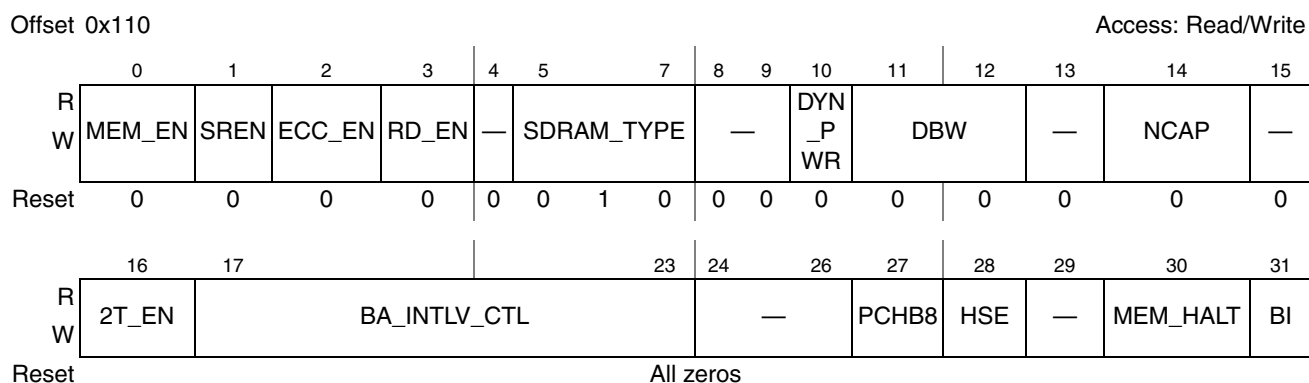 Offset 0x110 Access: Read/Write
0 1 2 3 4 5 7 8 9 10 11 12 13 14 15
R
W
MEM_EN SREN ECC_EN RD_EN — SDRAM_TYPE — DYN
_P
WR
DBW — NCAP —
Reset 0 0 0 0 0 0 1 0 0 0 0 0 0 0 0 0
16 17 23 24 26 27 28 29 30 31
R
W
2T_EN BA_INTLV_CTL — PCHB8 HSE — MEM_HALT BI
Reset All zeros